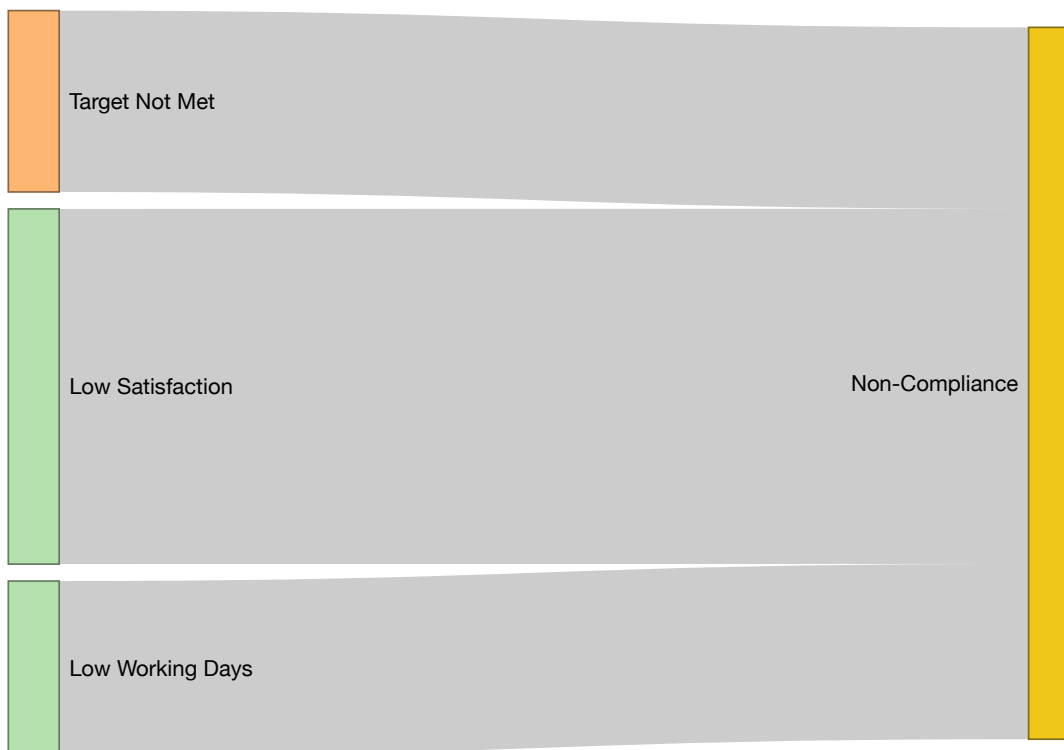 Target Not Met
Low Satisfaction
Non-Compliance
Low Working Days